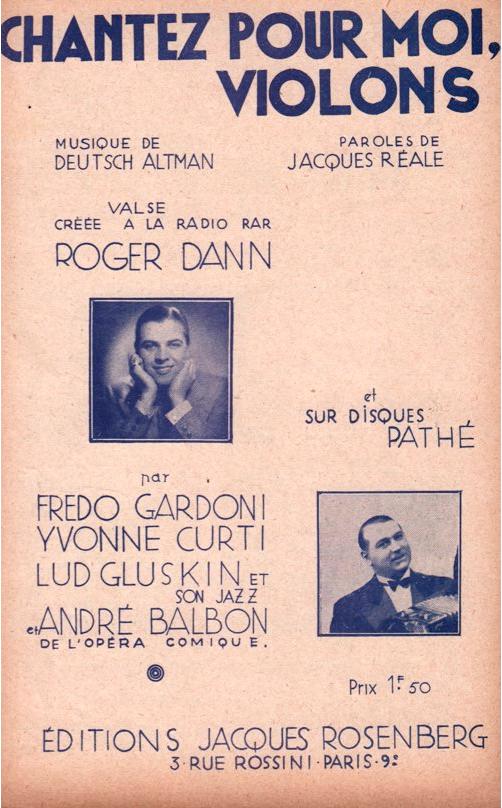 CHANTEZ POUR MOI,
VIOLONS
MUSIQUE DE
DEUTSCH ALTMAN
PAROLES DE
JACQUES RÉALE
VALSE
CRÉÉE A LA RADIO RAR
ROGER DANN
et
SUR DISQUES
PATHÉ
par
FREDO GARDONI
YVONNE CURTI
LUD GLUSKIN ET
SON JAZZ
et ANDRÉ BALBON
DE L'OPÉRA COMIQUE.
Prix 1F. 50
ÉDITIONS JACQUES ROSENBERG
3 · RUE ROSSINI · PARIS · 9e